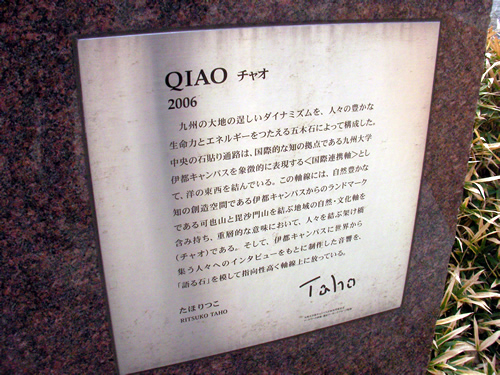 QIAO チャオ
2006
九州の大地の逞しいダイナミズムを、人々の豊かな
生命力とエネルギーをつたえる五木石によって構成した。
中央の石貼り通路は、国際的な知の拠点である九州大学
伊都キャンパスを象徴的に表現する<国際連携軸>とし
て、洋の東西を結んでいる。この軸線には、自然豊かな
知の創造空間である伊都キャンパスからのランドマーク
である可也山と毘沙門山を結ぶ地域の自然・文化軸を
含み持ち、重層的な意味において、人々を結ぶ架け橋
(チャオ)である。そして、伊都キャンパスに世界から
集う人々へのインタビューをもとに制作した音響を、
「語る石」を模して指向性高く軸線上に放っている。
Taho
たほりつこ
RITSUKO TAHO